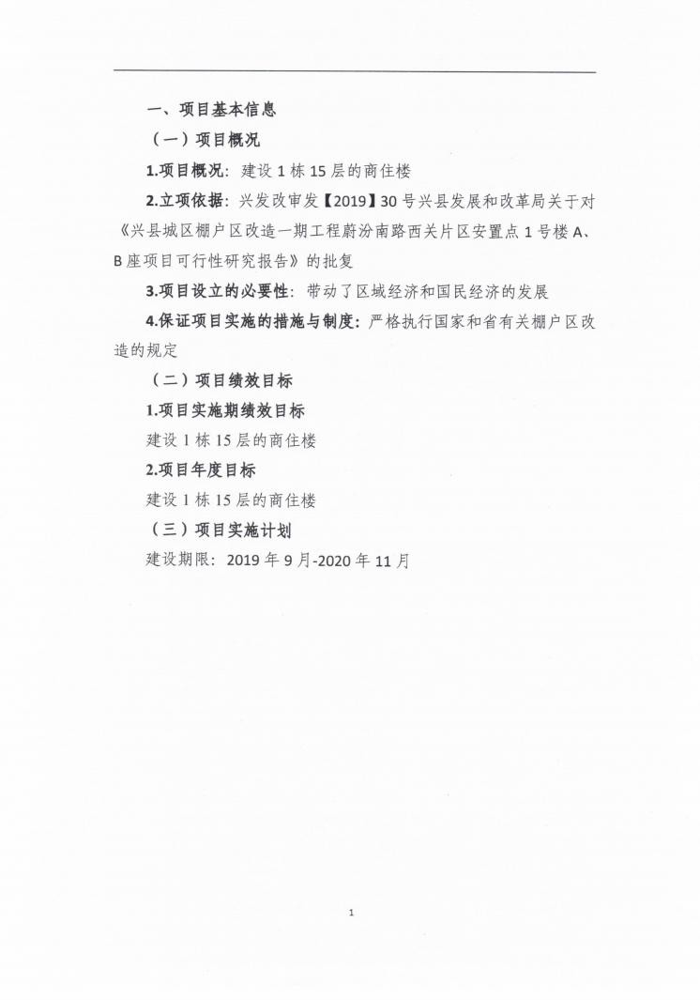 一、项目基本信息
（一）项目概况
1.项目概况：建设 1 栋 15 层的商住楼
2.立项依据：兴发改审发【2019】30 号兴县发展和改革局关于对
《兴县城区棚户区改造一期工程蔚汾南路西关片区安置点 1 号楼 A、
B 座项目可行性研究报告》的批复
3.项目设立的必要性：带动了区域经济和国民经济的发展
4.保证项目实施的措施与制度：严格执行国家和省有关棚户区改
造的规定
（二）项目绩效目标
1.项目实施期绩效目标
建设 1 栋 15 层的商住楼
2.项目年度目标
建设 1 栋 15 层的商住楼
（三）项目实施计划
建设期限：2019 年 9 月-2020 年 11 月
1